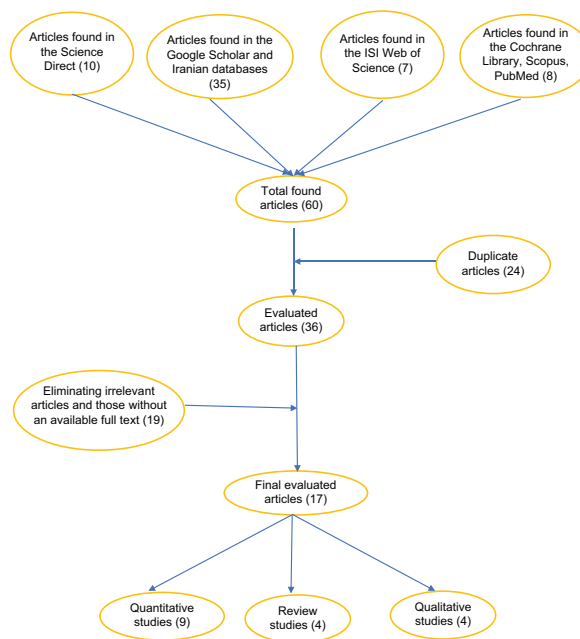 Articles found in
the Science
Direct (10)
Articles found in the
Google Scholar and
Iranian databases
(35)
Articles found in
the ISI Web of
Science (7)
Articles found in
the Cochrane
Library, Scopus,
PubMed (8)
Total found
articles (60)
Duplicate
articles (24)
Evaluated
articles (36)
Eliminating irrelevant
articles and those without
an available full text (19)
Final evaluated
articles (17)
Quantitative
studies (9)
Review
studies (4)
Qualitative
studies (4)